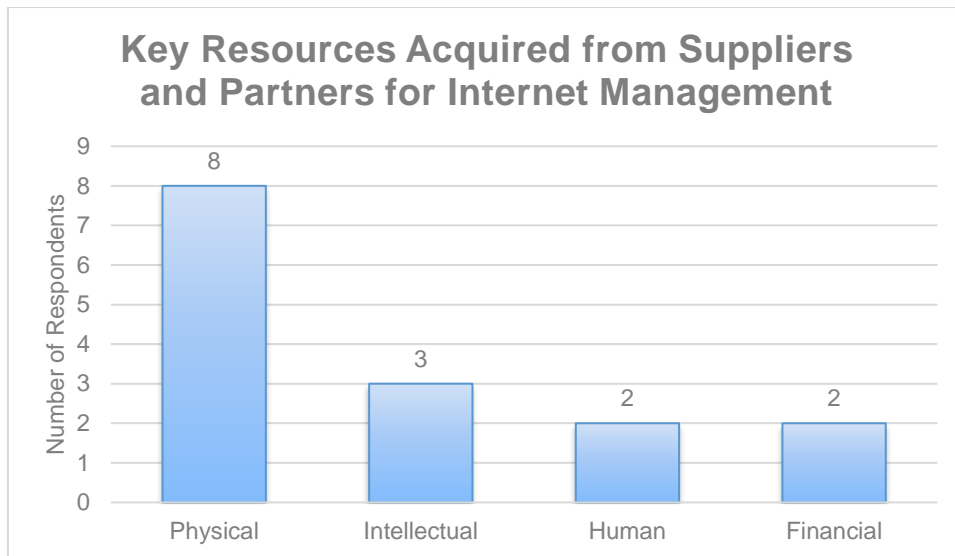 Key Resources Acquired from Suppliers
and Partners for Internet Management
Number of Respondents
9
8
7
6
5
4
3
2
1
0
8
3
2
2
Physical
Intellectual
Human
Financial